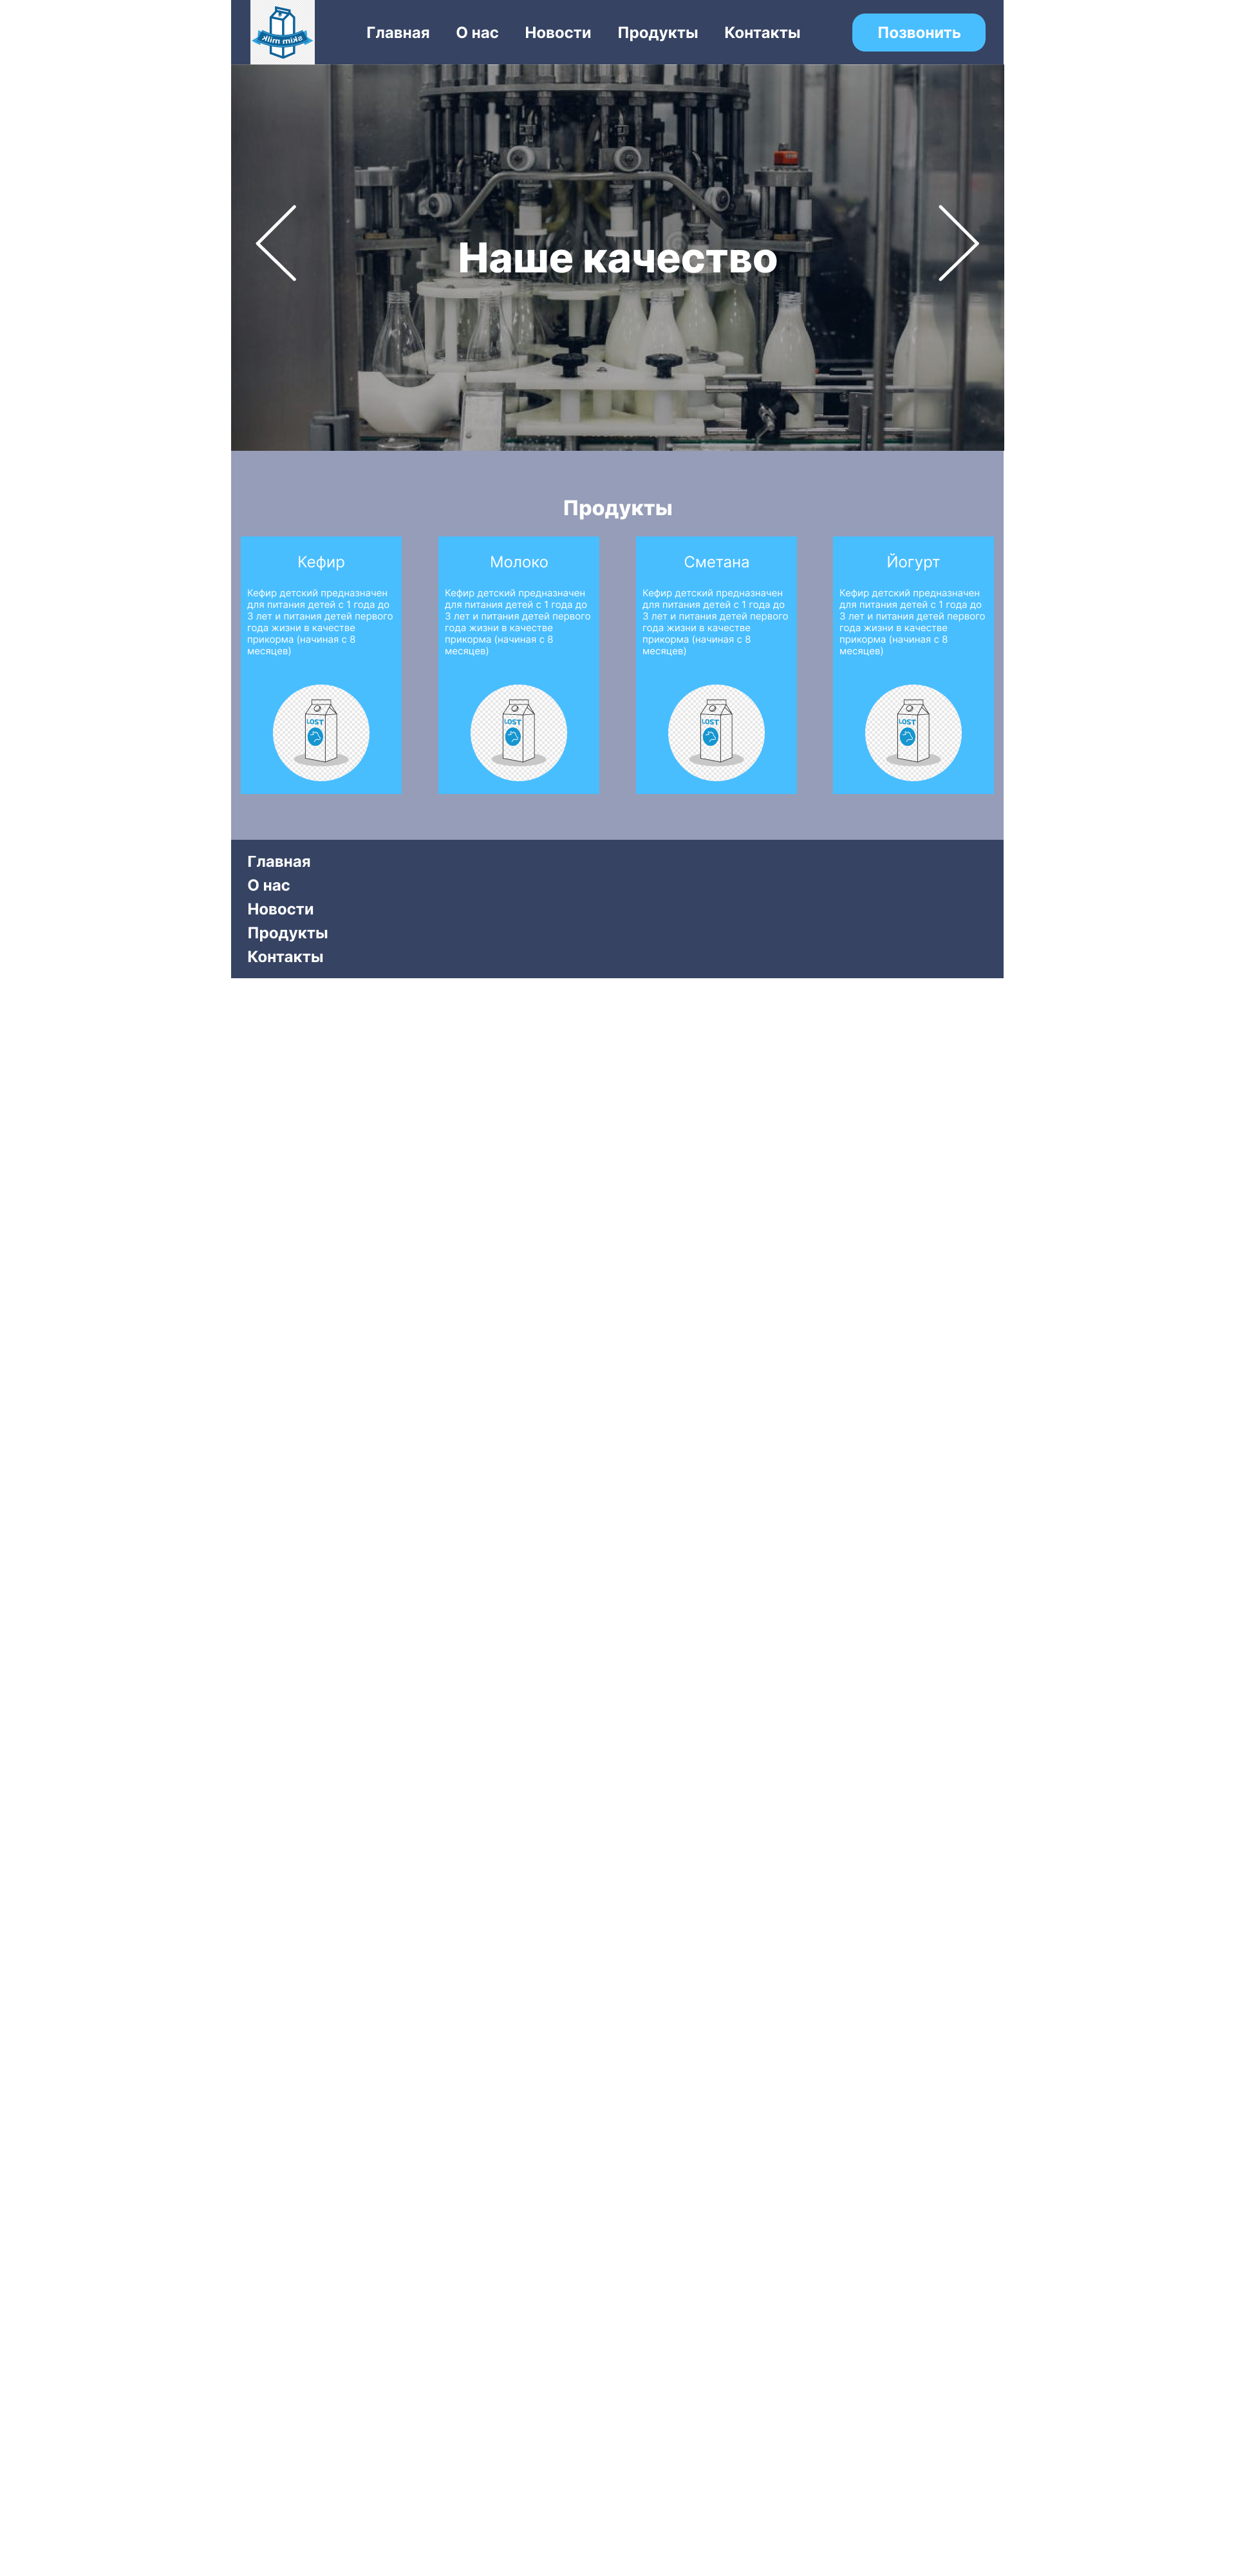 klim mike
Главная О нас Новости Продукты Контакты Позвонить
Наше качество
Продукты
Кефир
Кефир детский предназначен
для питания детей с 1 года до
3 лет и питания детей первого
года жизни в качестве
прикорма (начиная с 8
месяцев)
LOST
Молоко
Кефир детский предназначен
для питания детей с 1 года до
3 лет и питания детей первого
года жизни в качестве
прикорма (начиная с 8
месяцев)
LOST
Сметана
Кефир детский предназначен
для питания детей с 1 года до
3 лет и питания детей первого
года жизни в качестве
прикорма (начиная с 8
месяцев)
LOST
Йогурт
Кефир детский предназначен
для питания детей с 1 года до
3 лет и питания детей первого
года жизни в качестве
прикорма (начиная с 8
месяцев)
LOST
Главная
О нас
Новости
Продукты
Контакты